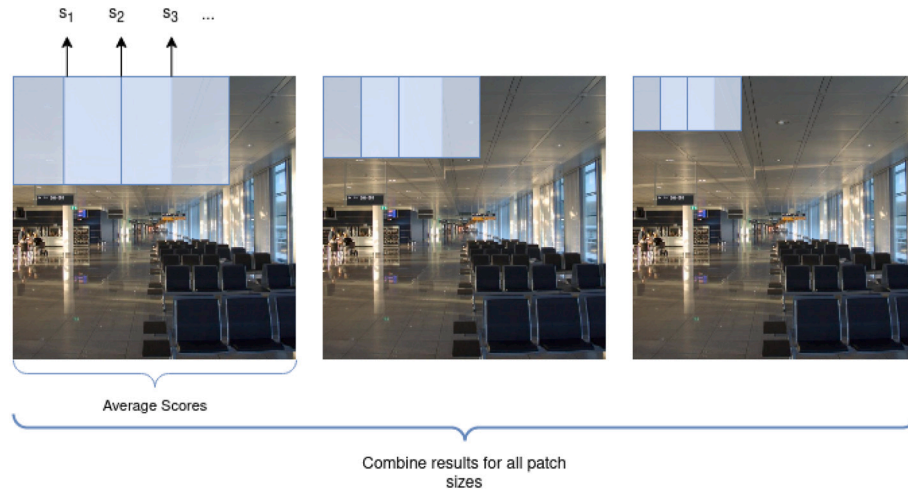 s1 s2 s3 ...
Average Scores
Combine results for all patch
sizes